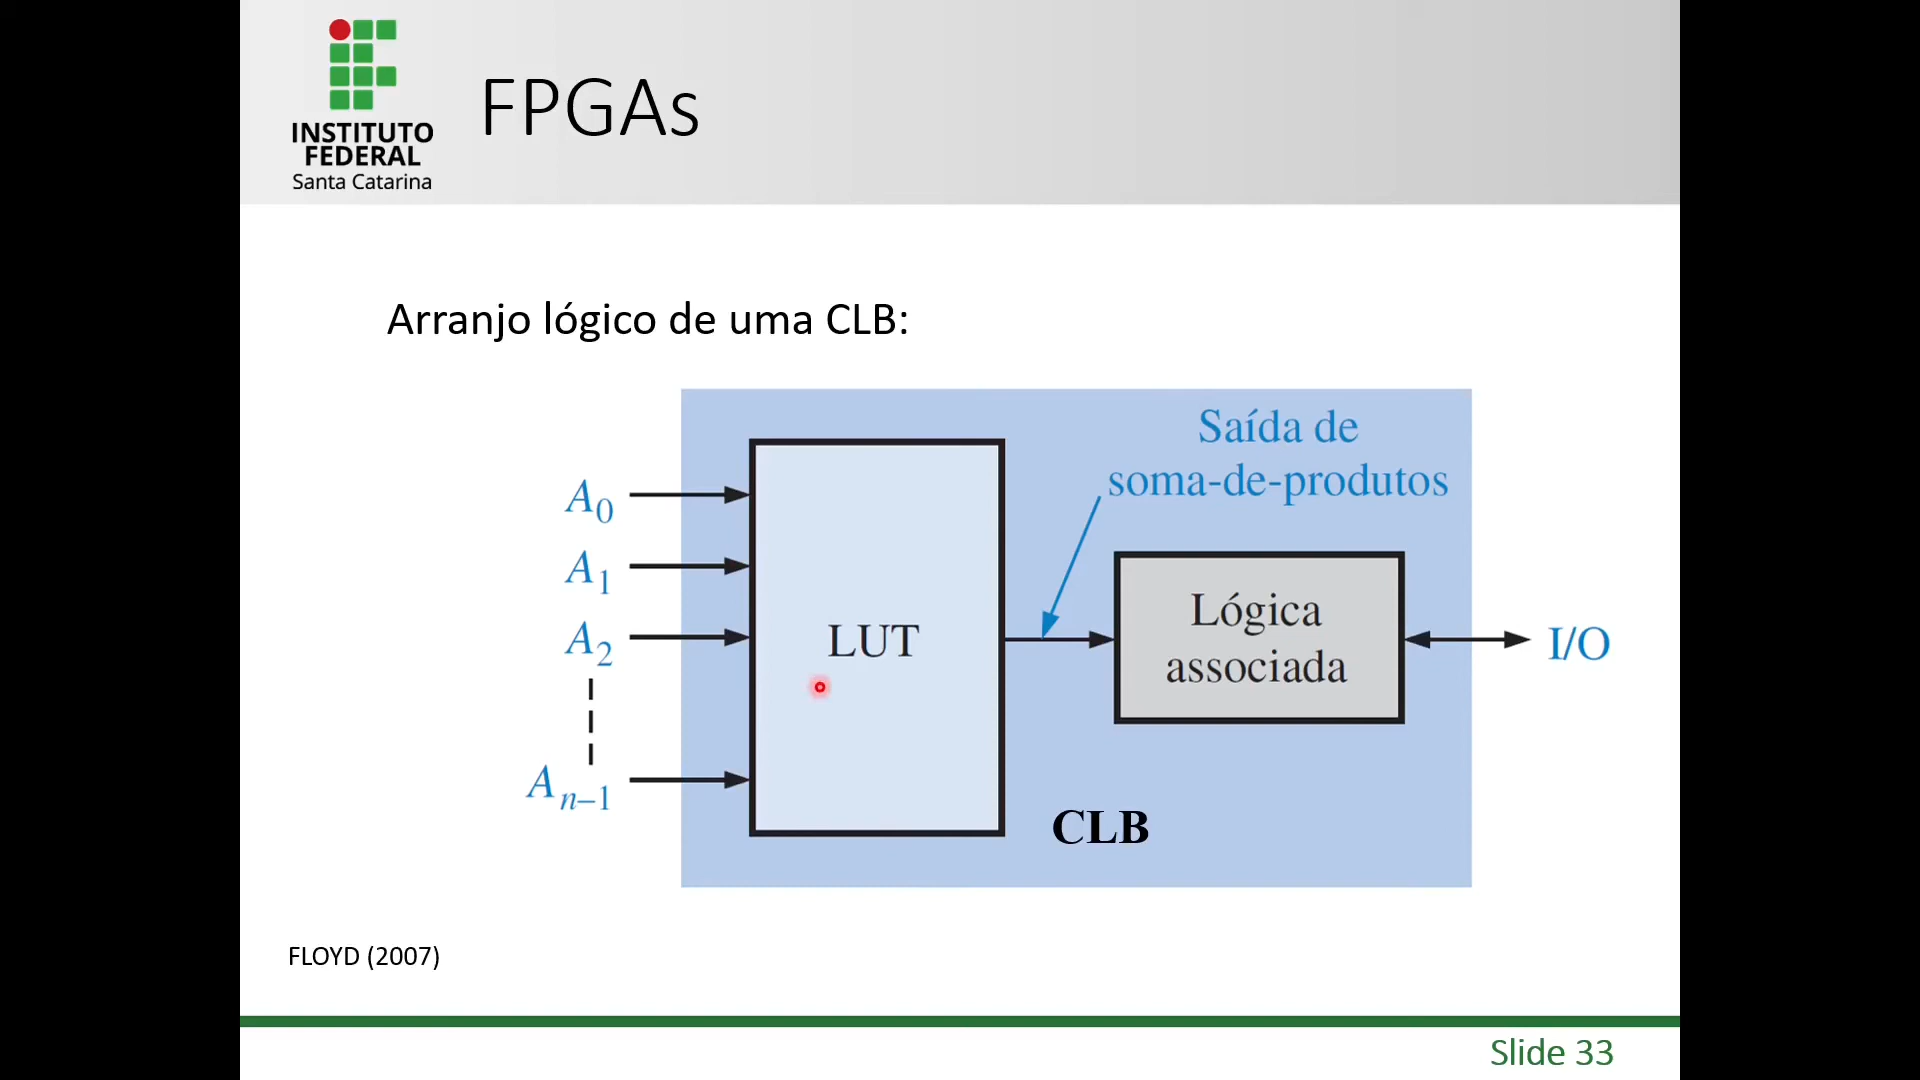 INSTITUTO
FEDERAL
Santa Catarina
FPGAs
Arranjo lógico de uma CLB:
Saída de
soma-de-produtos
A0
A1
A2
An–1
LUT
Lógica
associada
I/O
CLB
FLOYD (2007)
Slide 33